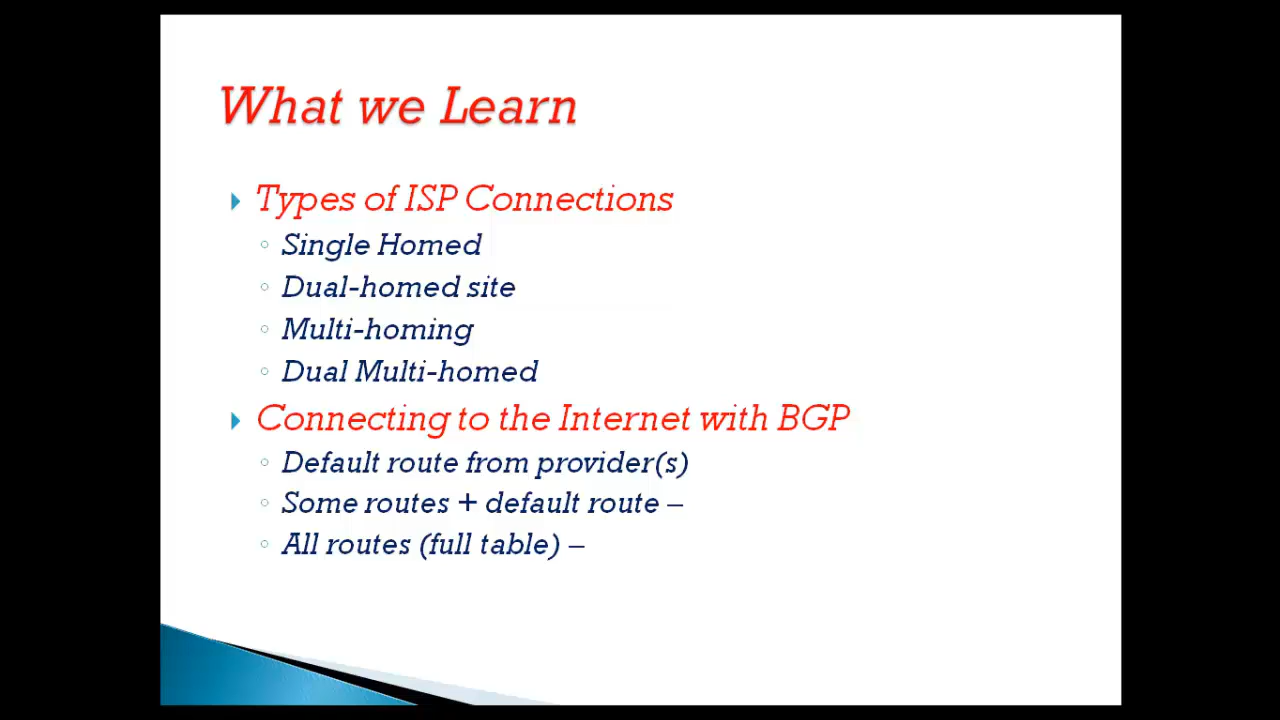 What we Learn
Types of ISP Connections
Single Homed
Dual-homed site
Multi-homing
Dual Multi-homed
Connecting to the Internet with BGP
Default route from provider(s)
Some routes + default route –
All routes (full table) –